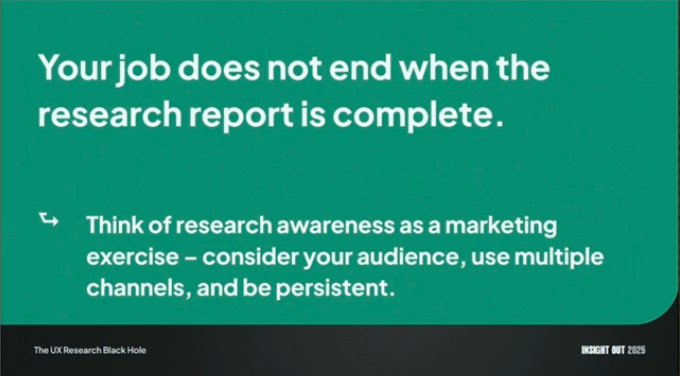 Your job does not end when the
research report is complete.
Think of research awareness as a marketing
exercise – consider your audience, use multiple
channels, and be persistent.
The UX Research Black Hole
INSIGHT OUT 2025